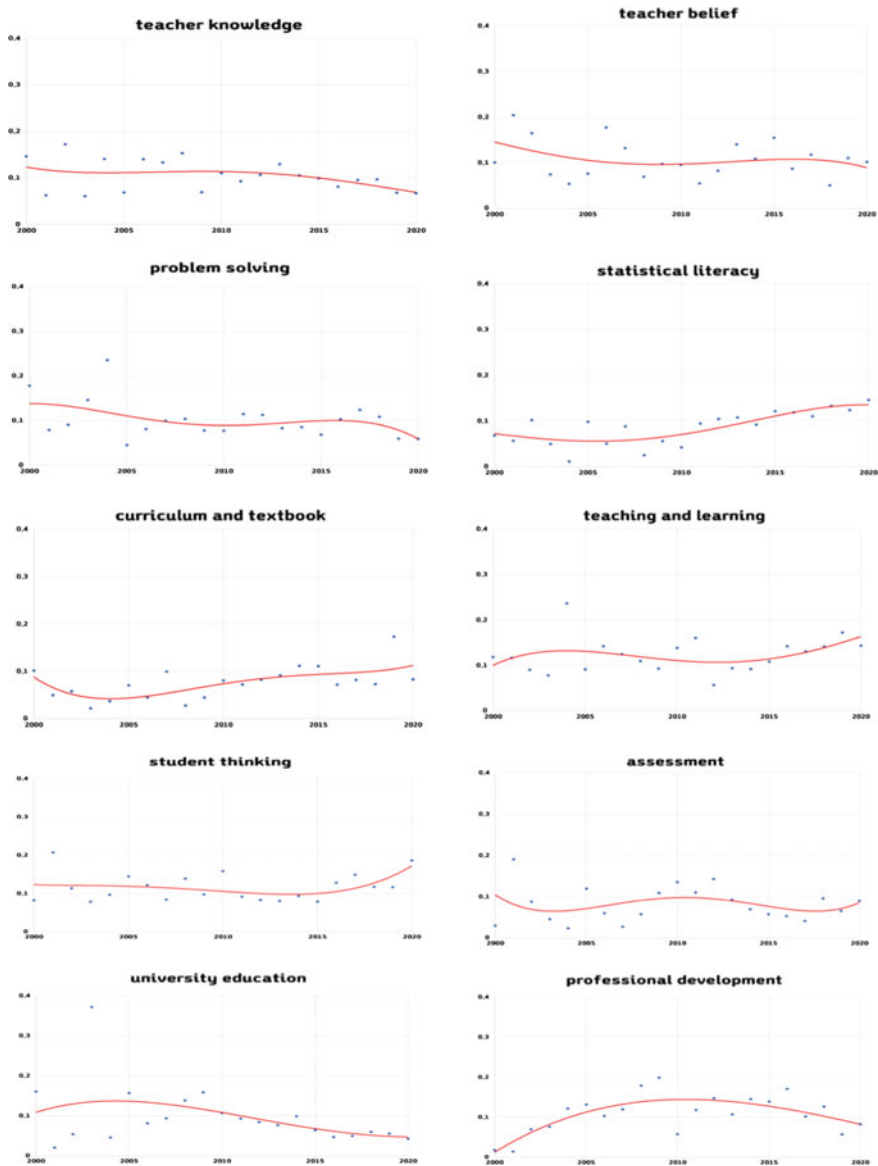 teacher knowledge
0,4
0,3
0,2
0,1
0
2000 2005 2010 2015 2020
teacher belief
0,4
0,3
0,2
0,1
0
2000 2005 2010 2015 2020
problem solving
0,4
0,3
0,2
0,1
0
2000 2005 2010 2015 2020
statistical literacy
0,4
0,3
0,2
0,1
0
2000 2005 2010 2015 2020
curriculum and textbook
0,4
0,3
0,2
0,1
0
2000 2005 2010 2015 2020
teaching and learning
0,4
0,3
0,2
0,1
0
2000 2005 2010 2015 2020
student thinking
0,4
0,3
0,2
0,1
0
2000 2005 2010 2015 2020
assessment
0,4
0,3
0,2
0,1
0
2000 2005 2010 2015 2020
university education
0,4
0,3
0,2
0,1
0
2000 2005 2010 2015 2020
professional development
0,4
0,3
0,2
0,1
0
2000 2005 2010 2015 2020